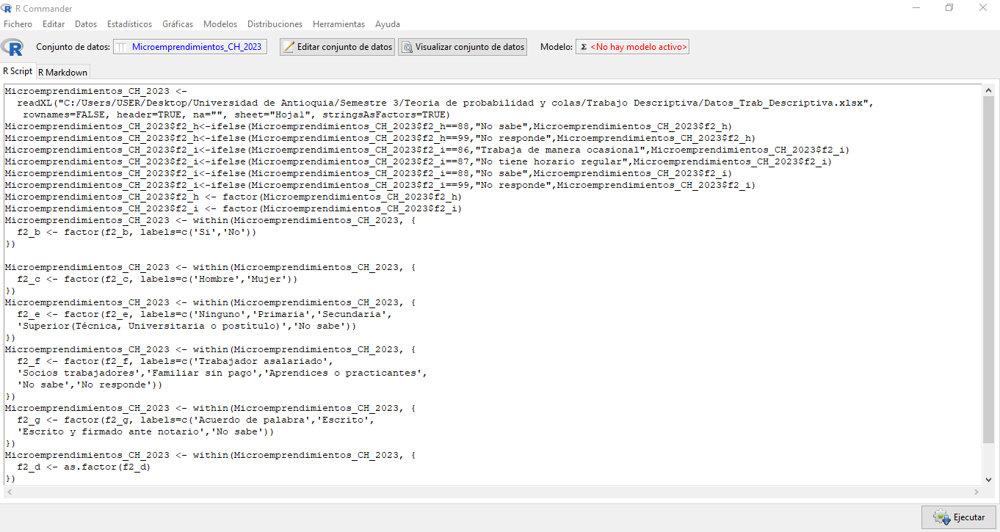 R Commander
Fichero Editar Datos Estadísticos Gráficas Modelos Distribuciones Herramientas Ayuda
R Conjunto de datos: Microemprendimientos_CH_2023 Editar conjunto de datos Visualizar conjunto de datos Modelo: Σ <No hay modelo activo>
R Script R Markdown
Microemprendimientos_CH_2023 <-
  readXL("C:/Users/USER/Desktop/Universidad de Antioquia/Semestre 3/Teoria de probabilidad y colas/Trabajo Descriptiva/Datos_Trab_Descriptiva.xlsx",
   rownames=FALSE, header=TRUE, na="", sheet="Hoja1", stringsAsFactors=TRUE)
Microemprendimientos_CH_2023$f2_h<-ifelse(Microemprendimientos_CH_2023$f2_h==88,"No sabe",Microemprendimientos_CH_2023$f2_h)
Microemprendimientos_CH_2023$f2_h<-ifelse(Microemprendimientos_CH_2023$f2_h==99,"No responde",Microemprendimientos_CH_2023$f2_h)
Microemprendimientos_CH_2023$f2_i<-ifelse(Microemprendimientos_CH_2023$f2_i==86,"Trabaja de manera ocasional",Microemprendimientos_CH_2023$f2_i)
Microemprendimientos_CH_2023$f2_i<-ifelse(Microemprendimientos_CH_2023$f2_i==87,"No tiene horario regular",Microemprendimientos_CH_2023$f2_i)
Microemprendimientos_CH_2023$f2_i<-ifelse(Microemprendimientos_CH_2023$f2_i==88,"No sabe",Microemprendimientos_CH_2023$f2_i)
Microemprendimientos_CH_2023$f2_i<-ifelse(Microemprendimientos_CH_2023$f2_i==99,"No responde",Microemprendimientos_CH_2023$f2_i)
Microemprendimientos_CH_2023$f2_h <- factor(Microemprendimientos_CH_2023$f2_h)
Microemprendimientos_CH_2023$f2_i <- factor(Microemprendimientos_CH_2023$f2_i)
Microemprendimientos_CH_2023 <- within(Microemprendimientos_CH_2023, {
  f2_b <- factor(f2_b, labels=c('Si','No'))
})
Microemprendimientos_CH_2023 <- within(Microemprendimientos_CH_2023, {
  f2_c <- factor(f2_c, labels=c('Hombre','Mujer'))
})
Microemprendimientos_CH_2023 <- within(Microemprendimientos_CH_2023, {
  f2_e <- factor(f2_e, labels=c('Ninguno','Primaria','Secundaria',
  'Superior(Técnica, Universitaria o postítulo)','No sabe'))
})
Microemprendimientos_CH_2023 <- within(Microemprendimientos_CH_2023, {
  f2_f <- factor(f2_f, labels=c('Trabajador asalariado',
  'Socios trabajadores','Familiar sin pago','Aprendices o practicantes',
  'No sabe','No responde'))
})
Microemprendimientos_CH_2023 <- within(Microemprendimientos_CH_2023, {
  f2_g <- factor(f2_g, labels=c('Acuerdo de palabra','Escrito',
  'Escrito y firmado ante notario','No sabe'))
})
Microemprendimientos_CH_2023 <- within(Microemprendimientos_CH_2023, {
  f2_d <- as.factor(f2_d)
})
Ejecutar